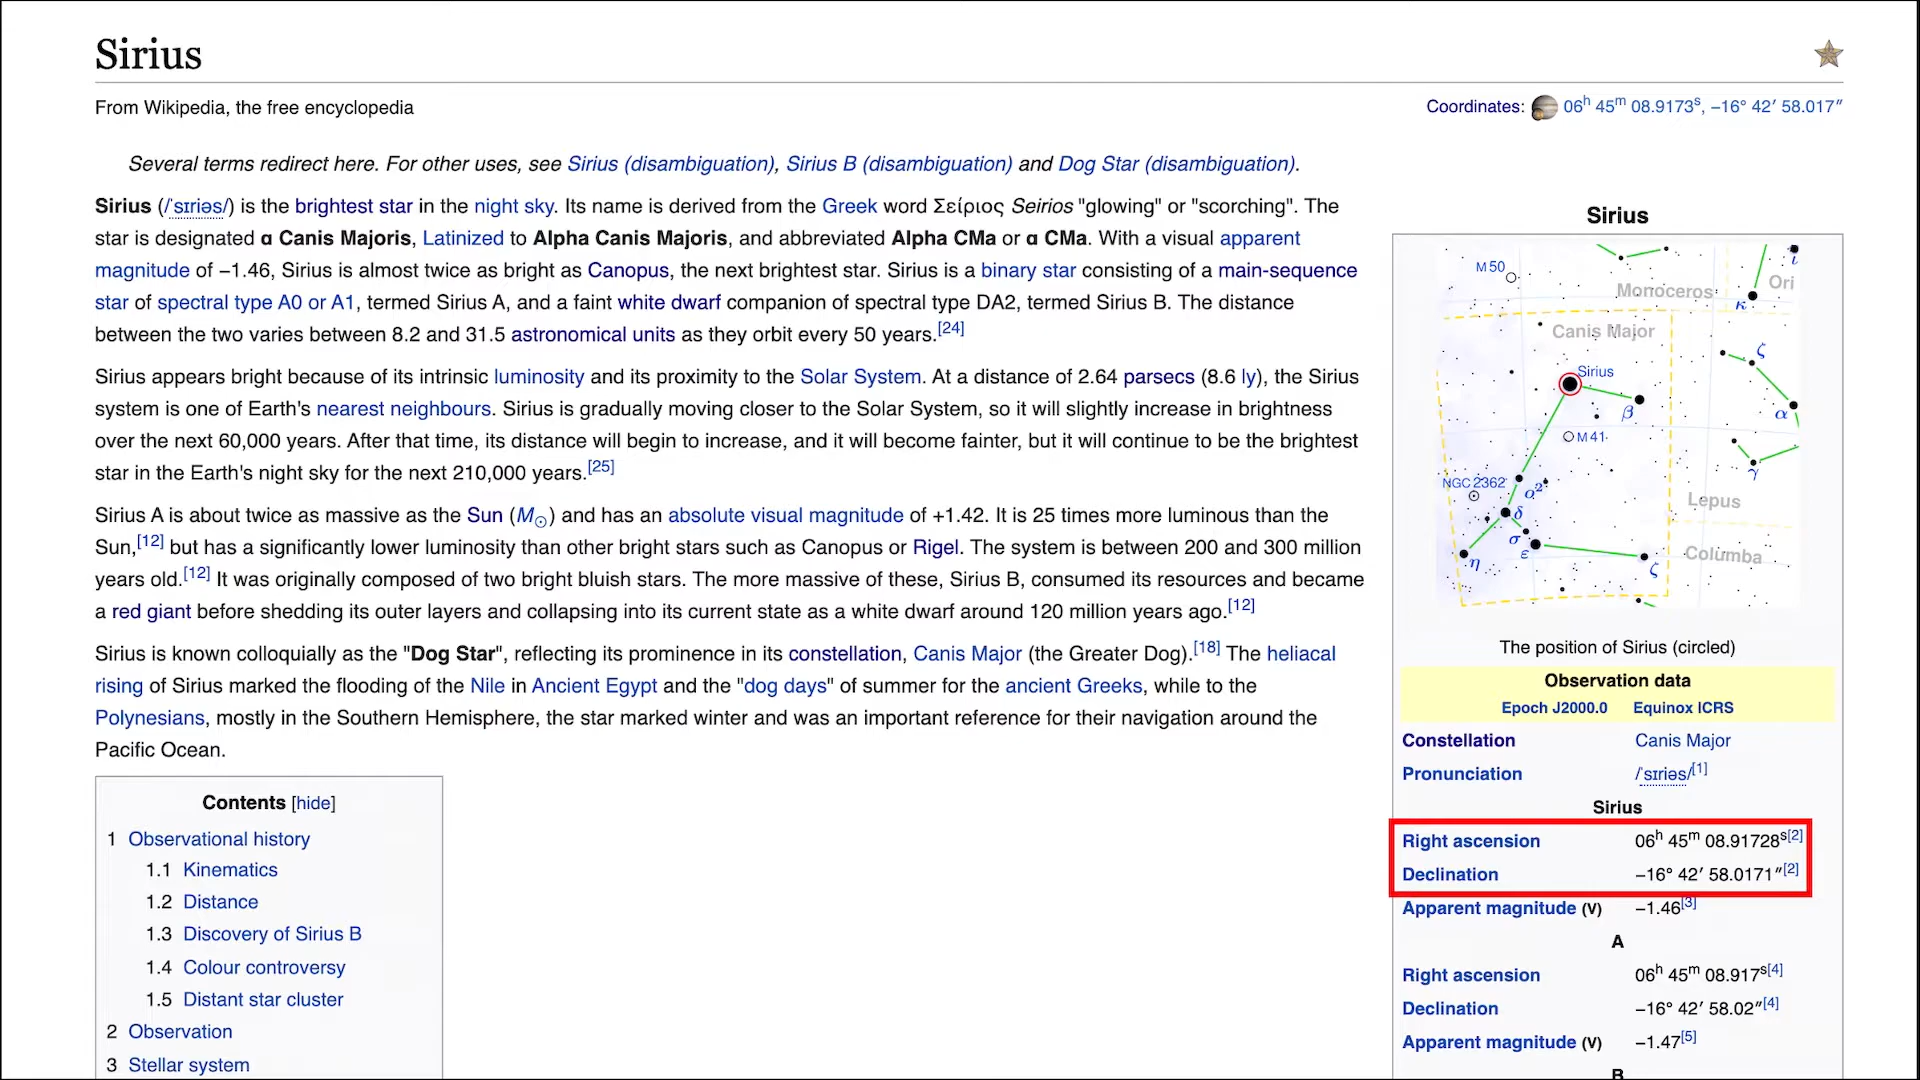 Sirius
From Wikipedia, the free encyclopedia
Coordinates: 06h 45m 08.9173s, −16° 42′ 58.017″
Several terms redirect here. For other uses, see Sirius (disambiguation), Sirius B (disambiguation) and Dog Star (disambiguation).
Sirius (/ˈsɪriəs/) is the brightest star in the night sky. Its name is derived from the Greek word Σείριος Seirios "glowing" or "scorching". The
star is designated α Canis Majoris, Latinized to Alpha Canis Majoris, and abbreviated Alpha CMa or α CMa. With a visual apparent
magnitude of −1.46, Sirius is almost twice as bright as Canopus, the next brightest star. Sirius is a binary star consisting of a main-sequence
star of spectral type A0 or A1, termed Sirius A, and a faint white dwarf companion of spectral type DA2, termed Sirius B. The distance
between the two varies between 8.2 and 31.5 astronomical units as they orbit every 50 years.[24]
Sirius appears bright because of its intrinsic luminosity and its proximity to the Solar System. At a distance of 2.64 parsecs (8.6 ly), the Sirius
system is one of Earth's nearest neighbours. Sirius is gradually moving closer to the Solar System, so it will slightly increase in brightness
over the next 60,000 years. After that time, its distance will begin to increase, and it will become fainter, but it will continue to be the brightest
star in the Earth's night sky for the next 210,000 years.[25]
Sirius A is about twice as massive as the Sun (M☉) and has an absolute visual magnitude of +1.42. It is 25 times more luminous than the
Sun,[12] but has a significantly lower luminosity than other bright stars such as Canopus or Rigel. The system is between 200 and 300 million
years old.[12] It was originally composed of two bright bluish stars. The more massive of these, Sirius B, consumed its resources and became
a red giant before shedding its outer layers and collapsing into its current state as a white dwarf around 120 million years ago.[12]
Sirius is known colloquially as the "Dog Star", reflecting its prominence in its constellation, Canis Major (the Greater Dog).[18] The heliacal
rising of Sirius marked the flooding of the Nile in Ancient Egypt and the "dog days" of summer for the ancient Greeks, while to the
Polynesians, mostly in the Southern Hemisphere, the star marked winter and was an important reference for their navigation around the
Pacific Ocean.
Contents [hide]
1 Observational history
1.1 Kinematics
1.2 Distance
1.3 Discovery of Sirius B
1.4 Colour controversy
1.5 Distant star cluster
2 Observation
3 Stellar system
Sirius
M 50
ι
Ori
Monoceros
κ
Canis Major
ζ
Sirius
β
α
M 41
γ
NGC 2362
ο²
Lepus
δ
σ
ε
Columba
η
ζ
The position of Sirius (circled)
Observation data
Epoch J2000.0 Equinox ICRS
Constellation Canis Major
Pronunciation /ˈsɪriəs/[1]
Sirius
Right ascension 06h 45m 08.91728s[2]
Declination −16° 42′ 58.0171″[2]
Apparent magnitude (V) −1.46[3]
A
Right ascension 06h 45m 08.917s[4]
Declination −16° 42′ 58.02″[4]
Apparent magnitude (V) −1.47[5]
B